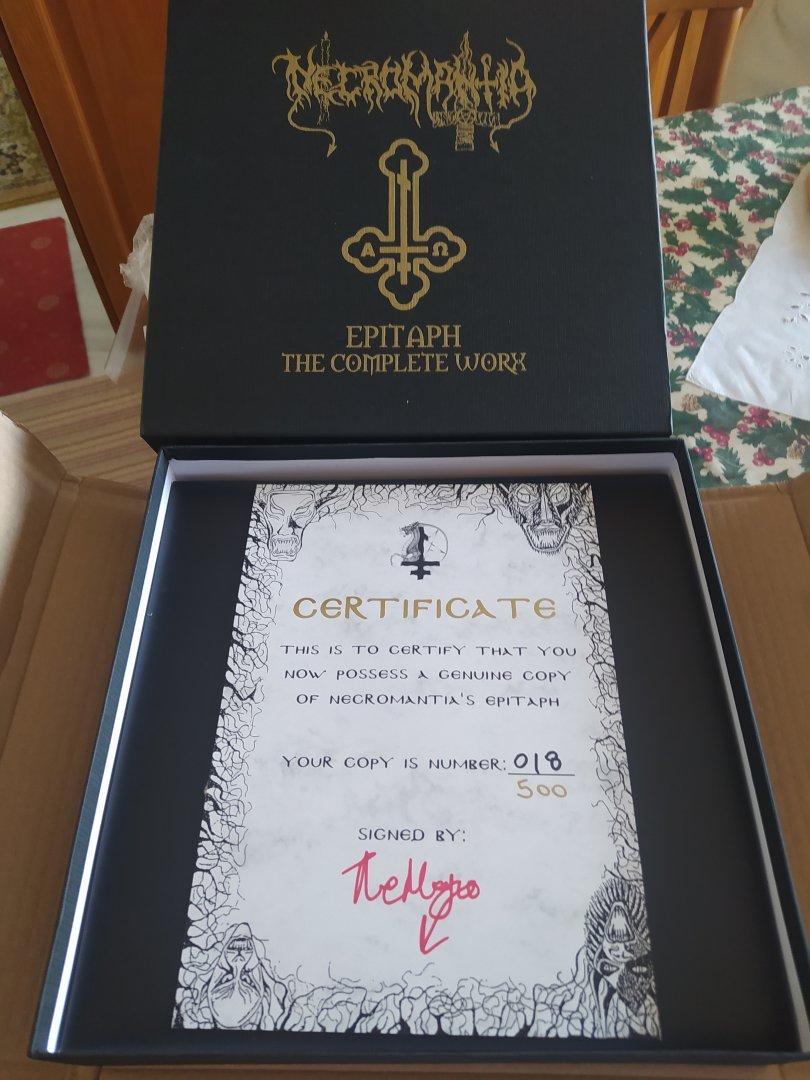 NECROMANTIA
A Ω
EPITAPH
THE COMPLETE WORX
CERTIFICATE
THIS IS TO CERTIFY THAT YOU
NOW POSSESS A GENUINE COPY
OF NECROMANTIA'S EPITAPH
YOUR COPY IS NUMBER: 018
500
SIGNED BY: